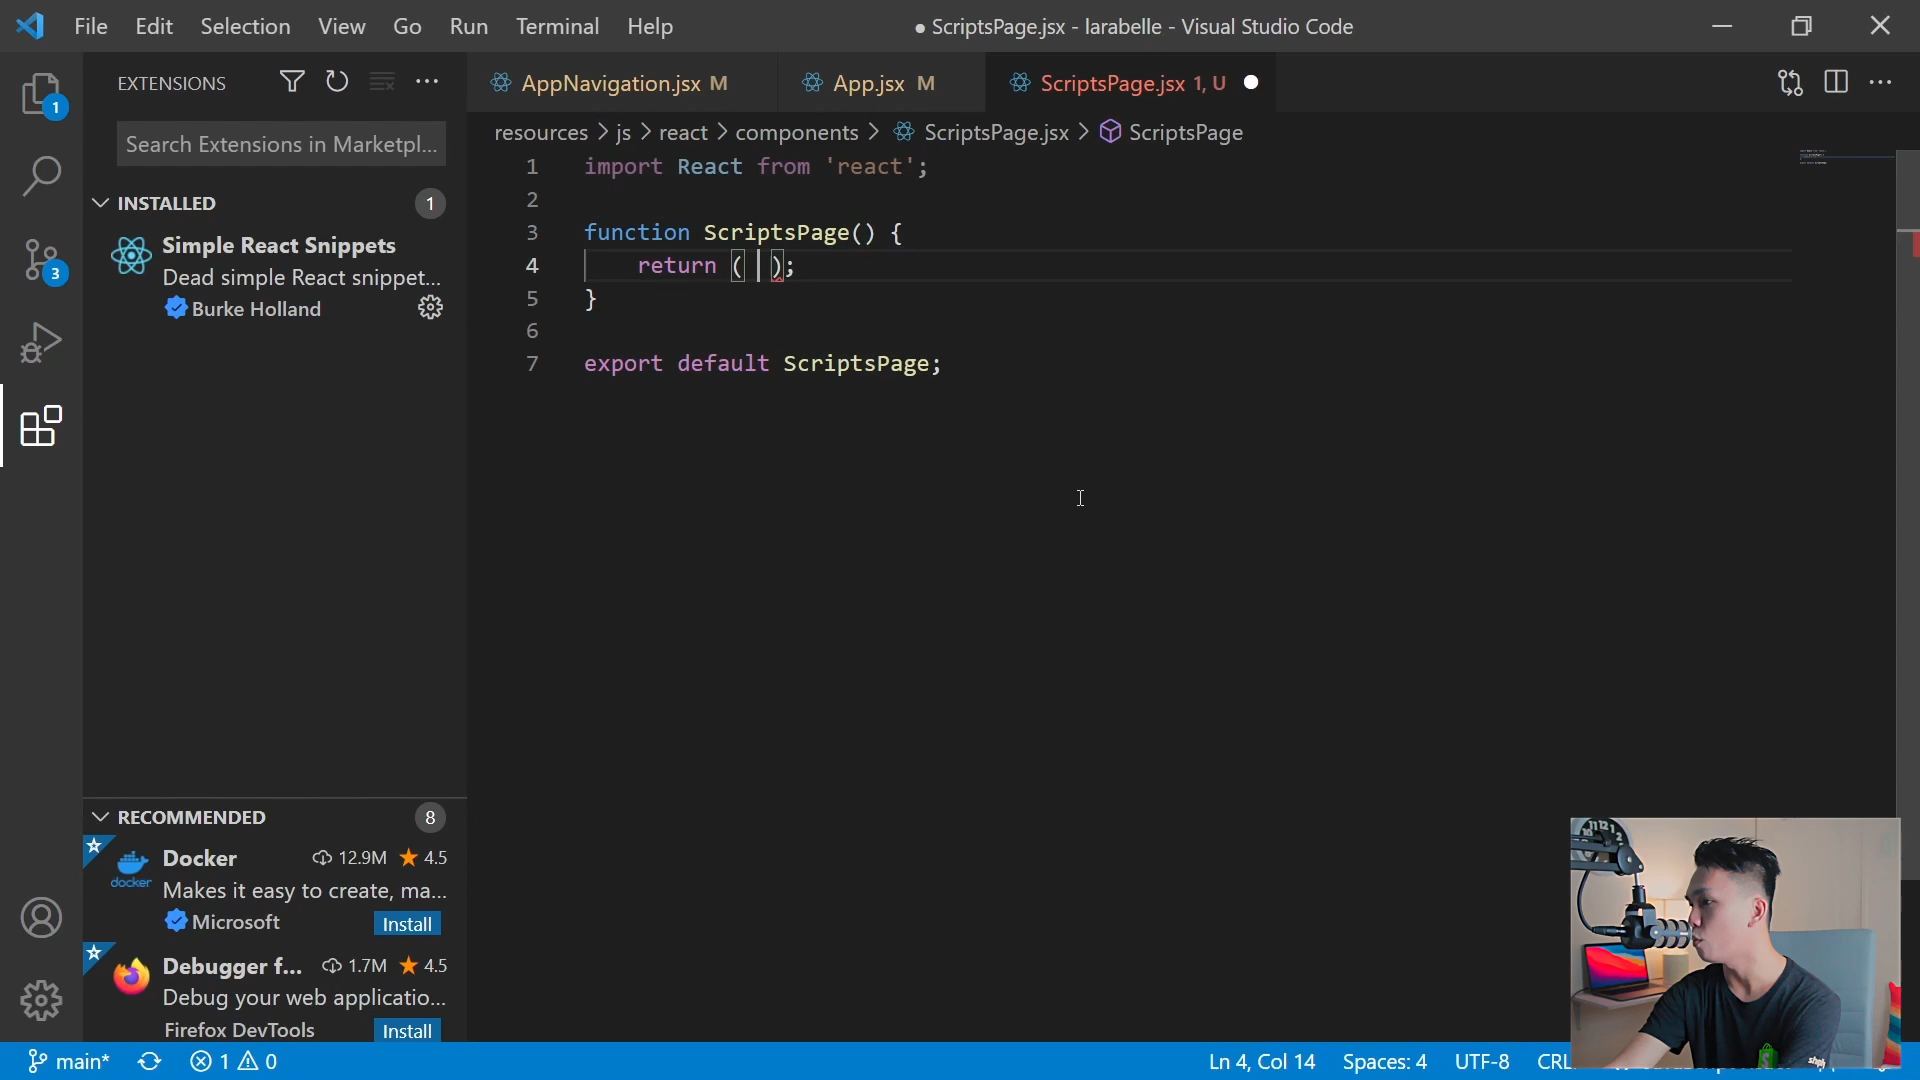 File Edit Selection View Go Run Terminal Help
● ScriptsPage.jsx - larabelle - Visual Studio Code
EXTENSIONS
AppNavigation.jsx M
App.jsx M
ScriptsPage.jsx 1, U
1
Search Extensions in Marketpl...
resources > js > react > components > ScriptsPage.jsx > ScriptsPage
INSTALLED 1
Simple React Snippets
Dead simple React snippet...
Burke Holland
3
1 import React from 'react';
2
3 function ScriptsPage() {
4 return ( );
5 }
6
7 export default ScriptsPage;
RECOMMENDED 8
Docker 12.9M 4.5
docker
Makes it easy to create, ma...
Microsoft Install
Debugger f... 1.7M 4.5
Debug your web applicatio...
Firefox DevTools Install
main* 1 0
Ln 4, Col 14 Spaces: 4 UTF-8